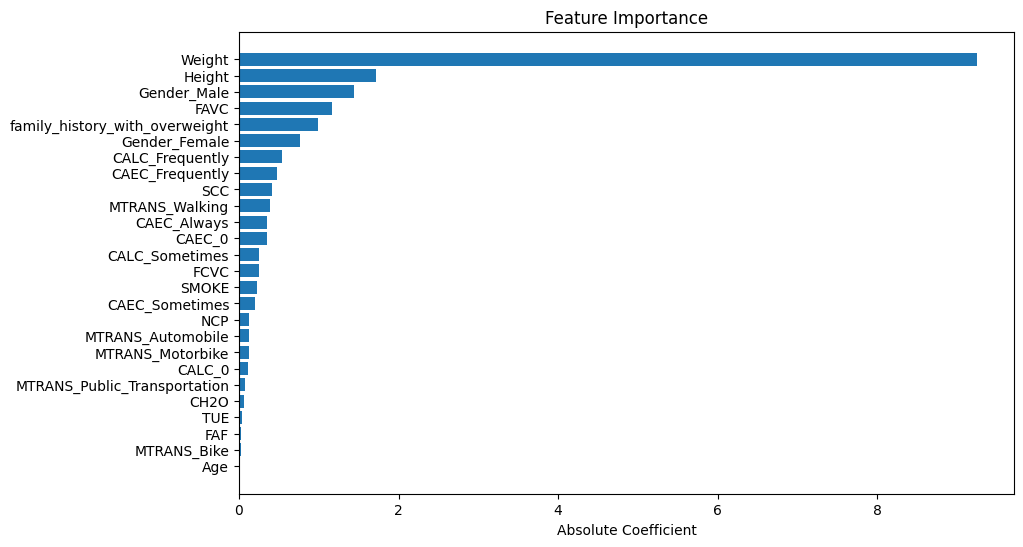 Feature Importance
Weight
Height
Gender_Male
FAVC
family_history_with_overweight
Gender_Female
CALC_Frequently
CAEC_Frequently
SCC
MTRANS_Walking
CAEC_Always
CAEC_0
CALC_Sometimes
FCVC
SMOKE
CAEC_Sometimes
NCP
MTRANS_Automobile
MTRANS_Motorbike
CALC_0
MTRANS_Public_Transportation
CH2O
TUE
FAF
MTRANS_Bike
Age
0 2 4 6 8
Absolute Coefficient